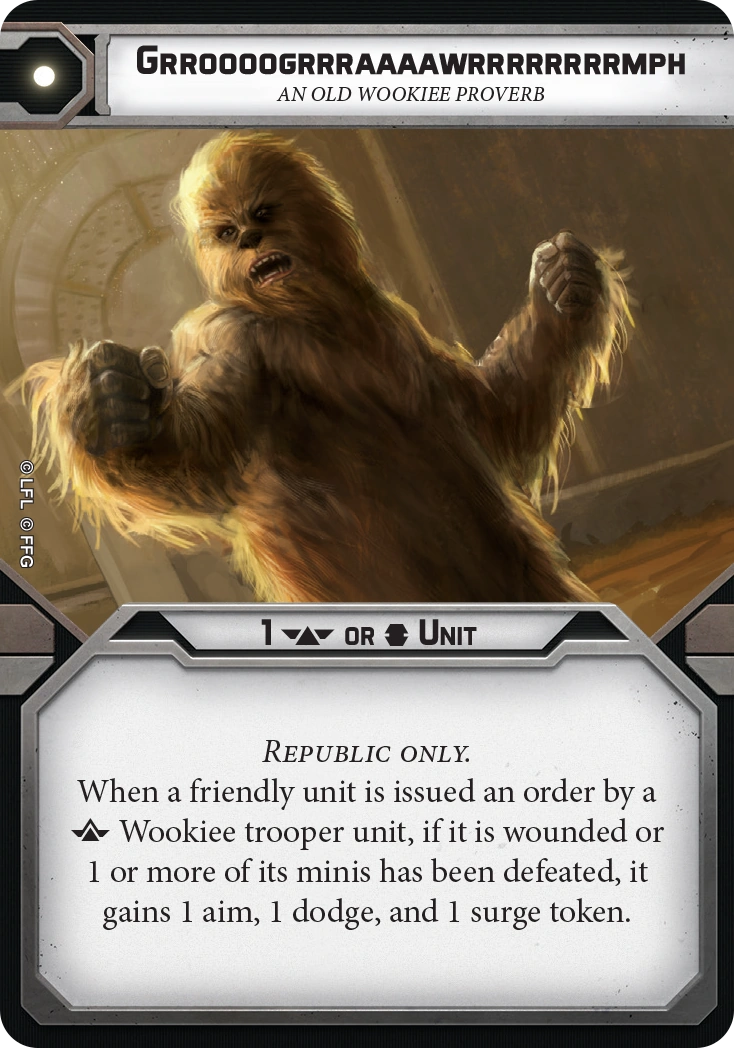 Grroooogrrraaaawrrrrrrrrmph
AN OLD WOOKIEE PROVERB
© LFL © FFG
1 or Unit
Republic only.
When a friendly unit is issued an order by a
Wookiee trooper unit, if it is wounded or
1 or more of its minis has been defeated, it
gains 1 aim, 1 dodge, and 1 surge token.